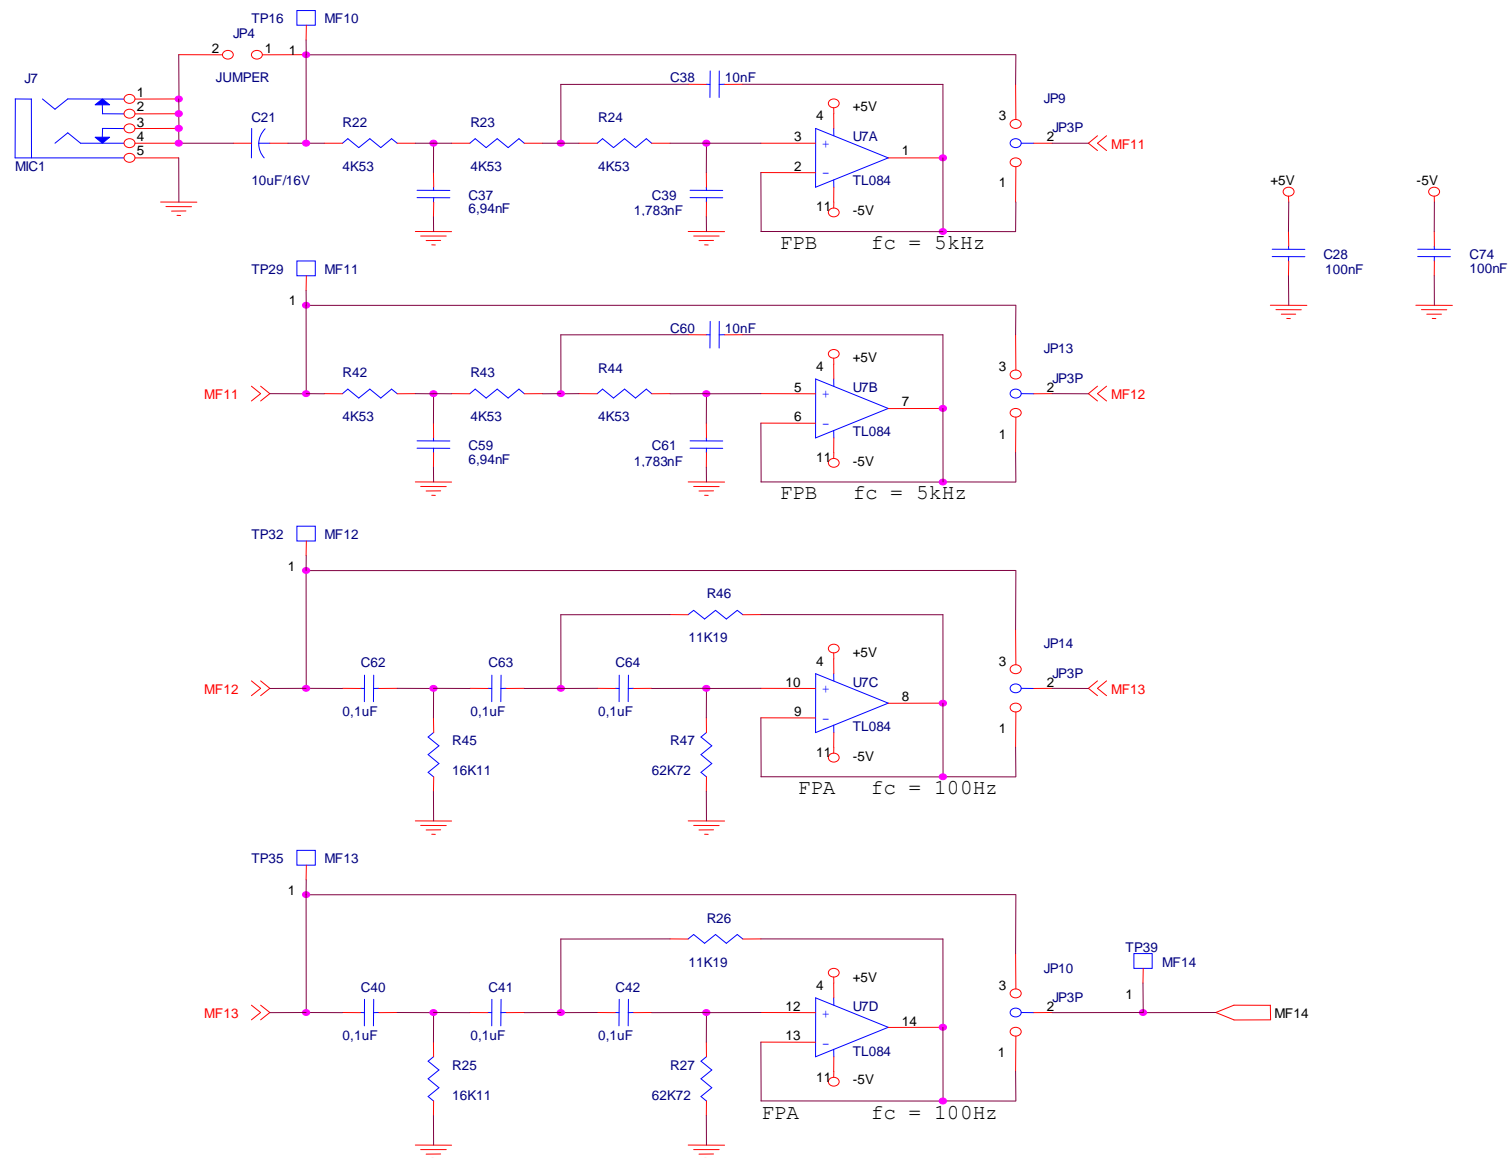 TP16 MF10
JP4
2 1 1
JUMPER
J7
1
2
3
4
5
MIC1
C21
10uF/16V
R22
4K53
R23
4K53
R24
4K53
C37
6,94nF
C38 10nF
C39
1,783nF
4 +5V
3 U7A
1
2 TL084
11 -5V
FPB fc = 5kHz
JP9
3
JP3P
2 MF11
1
+5V
C28
100nF
-5V
C74
100nF
TP29 MF11
1
MF11
R42
4K53
R43
4K53
R44
4K53
C59
6,94nF
C60 10nF
C61
1,783nF
4 +5V
5 U7B
7
6 TL084
11 -5V
FPB fc = 5kHz
JP13
3
JP3P
2 MF12
1
TP32 MF12
1
MF12
C62
0,1uF
C63
0,1uF
C64
0,1uF
R46
11K19
R45
16K11
R47
62K72
4 +5V
10 U7C
8
9 TL084
11 -5V
FPA fc = 100Hz
JP14
3
JP3P
2 MF13
1
TP35 MF13
1
MF13
C40
0,1uF
C41
0,1uF
C42
0,1uF
R26
11K19
R25
16K11
R27
62K72
4 +5V
12 U7D
14
13 TL084
11 -5V
FPA fc = 100Hz
JP10
3
JP3P
2
1
TP39
MF14
1
MF14